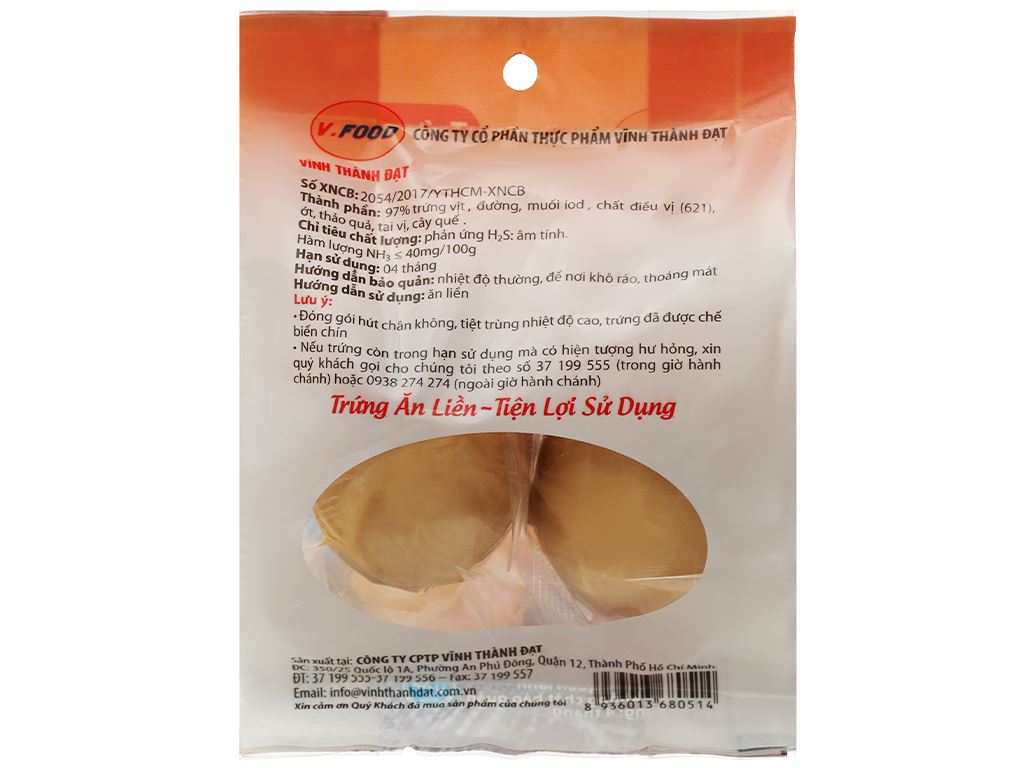 V.FOOD
CÔNG TY CỔ PHẦN THỰC PHẨM VĨNH THÀNH ĐẠT
VĨNH THÀNH ĐẠT®
Số XNCB: 2054/2017/YTHCM-XNCB
Thành phần: 97% trứng vịt, đường, muối iod, chất điều vị (621),
ớt, thảo quả, tai vị, cây quế.
Chỉ tiêu chất lượng: phản ứng H₂S: âm tính.
Hàm lượng NH₃ ≤ 40mg/100g
Hạn sử dụng: 04 tháng
Hướng dẫn bảo quản: nhiệt độ thường, để nơi khô ráo, thoáng mát
Hướng dẫn sử dụng: ăn liền
Lưu ý:
• Đóng gói hút chân không, tiệt trùng nhiệt độ cao, trứng đã được chế
biến chín
• Nếu trứng còn trong hạn sử dụng mà có hiện tượng hư hỏng, xin
quý khách gọi cho chúng tôi theo số 37 199 555 (trong giờ hành
chánh) hoặc 0938 274 274 (ngoài giờ hành chánh)
Trứng Ăn Liền ~ Tiện Lợi Sử Dụng
Sản xuất tại: CÔNG TY CPTP VĨNH THÀNH ĐẠT
ĐC: 350/25 Quốc lộ 1A, Phường An Phú Đông, Quận 12, Thành Phố Hồ Chí Minh
ĐT: 37 199 555-37 199 556 – Fax: 37 199 557
Email: info@vinhthanhdat.com.vn
Xin cảm ơn Quý Khách đã mua sản phẩm của chúng tôi
8 936013 680514